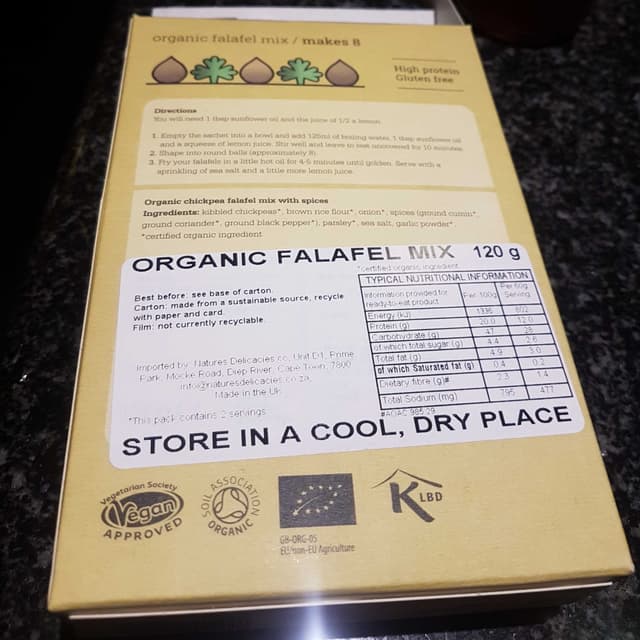 organic falafel mix / makes 8
High protein
Gluten free
Directions
You will need 1 tbsp sunflower oil and the juice of 1/2 a lemon
1. Empty the sachet into a bowl and add 120ml of boiling water, 1 tbsp sunflower oil
and a squeeze of lemon juice. Stir well and leave to rest uncovered for 10 minutes
2. Shape into round balls (approximately 8)
3. Fry your falafels in a little hot oil for 4-5 minutes until golden. Serve with a
sprinkling of sea salt and a little more lemon juice.
Organic chickpea falafel mix with spices
Ingredients: kibbled chickpeas*, brown rice flour*, onion*, spices (ground cumin*,
ground coriander*, ground black pepper*), parsley*, sea salt, garlic powder*
*certified organic ingredient
ORGANIC FALAFEL MIX 120 g
*certified organic ingredient
TYPICAL NUTRITIONAL INFORMATION
Information provided for ready-to-eat product Per 100g Per 60g Serving
Energy (kJ) 1336 802
Protein (g) 20.0 12.0
Carbohydrate (g) 47 28
of which total sugar (g) 4.4 2.6
Total fat (g) 4.9 3.0
of which Saturated fat (g) 0.4 0.2
Dietary fibre (g)# 2.3 1.4
Total Sodium (mg) 795 477
#AOAC 985.29
Best before: see base of carton.
Carton: made from a sustainable source, recycle
with paper and card.
Film: not currently recyclable.
Imported by: Natures Delicacies cc, Unit D1, Prime
Park, Mocke Road, Diep River, Cape Town, 7800
info@naturesdelicacies.co.za
Made in the UK
*This pack contains 2 servings
STORE IN A COOL, DRY PLACE
Vegetarian Society
Vegan
APPROVED
SOIL ASSOCIATION
ORGANIC
GB-ORG-05
EU/non-EU Agriculture
K LBD